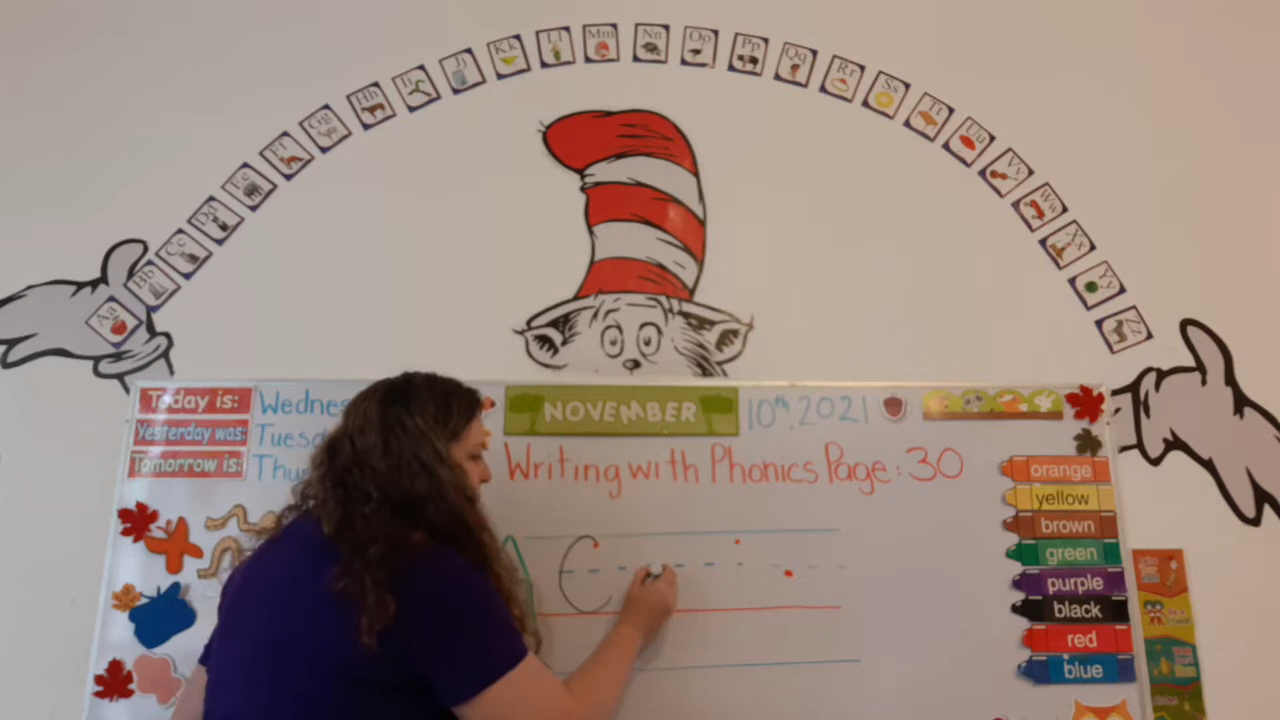 Aa Bb Cc Dd Ee Ff Gg Hh Ii Jj Kk Ll Mm Nn Oo Pp Qq Rr Ss Tt Uu Vv Ww Xx Yy Zz
Today is: NOVEMBER 10th, 2021
Yesterday was:
Tomorrow is:
Writing with Phonics Page: 30
C
orange
yellow
brown
green
purple
black
red
blue